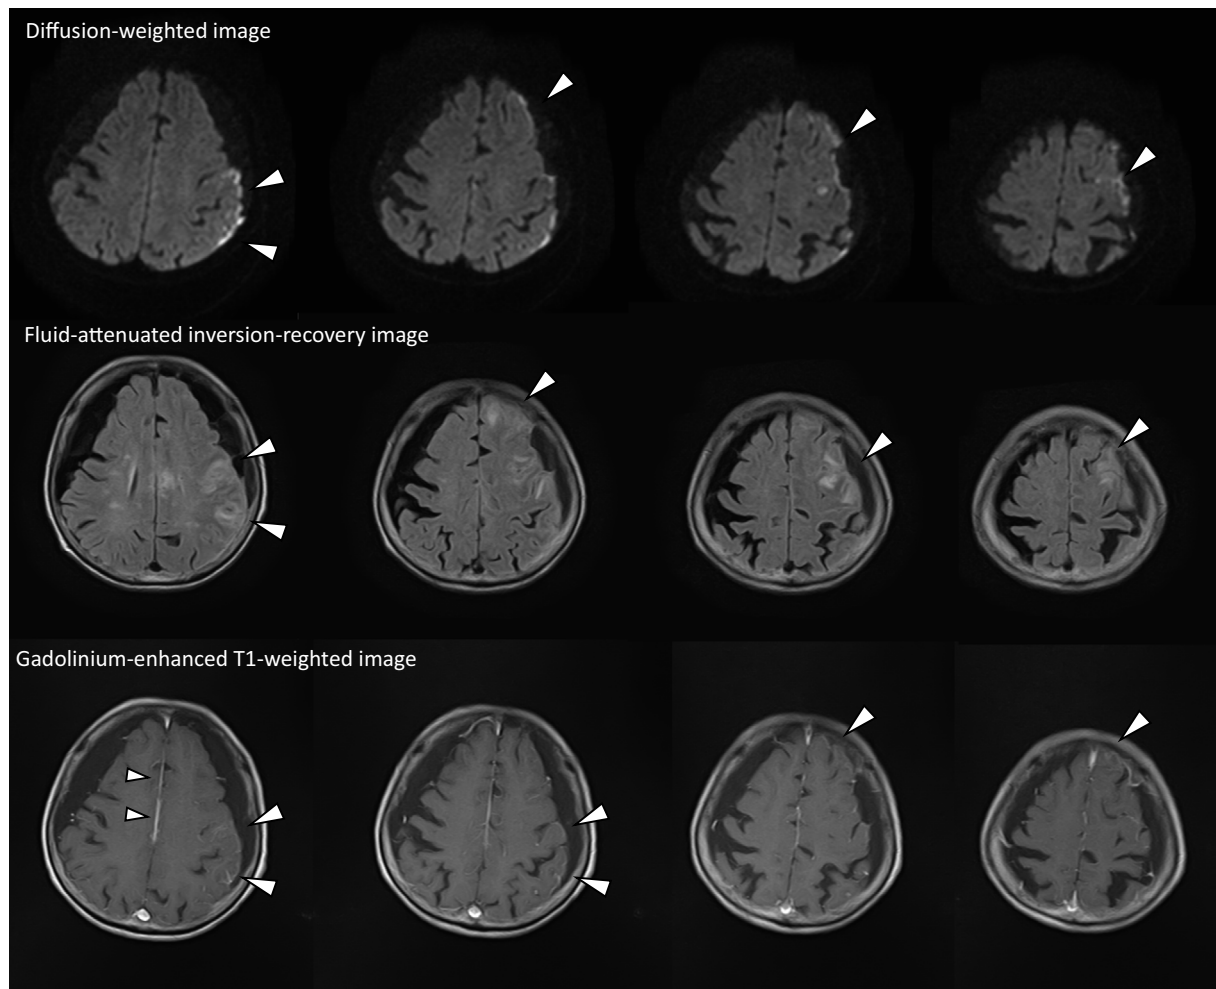 Diffusion-weighted image
Fluid-attenuated inversion-recovery image
Gadolinium-enhanced T1-weighted image